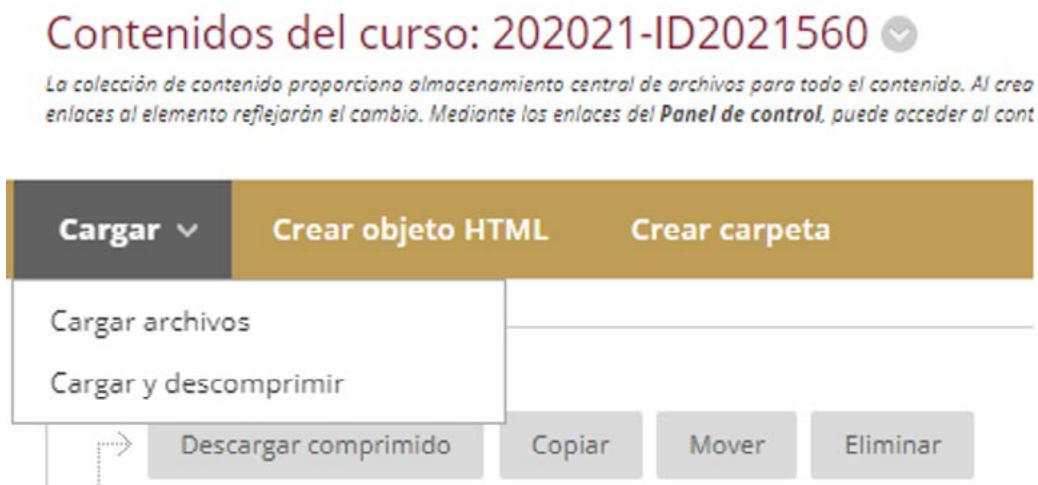 Contenidos del curso: 202021-ID2021560
La colección de contenido proporciona almacenamiento central de archivos para todo el contenido. Al crea
enlaces al elemento reflejarán el cambio. Mediante los enlaces del Panel de control, puede acceder al cont
Cargar Crear objeto HTML Crear carpeta
Cargar archivos
Cargar y descomprimir
Descargar comprimido Copiar Mover Eliminar